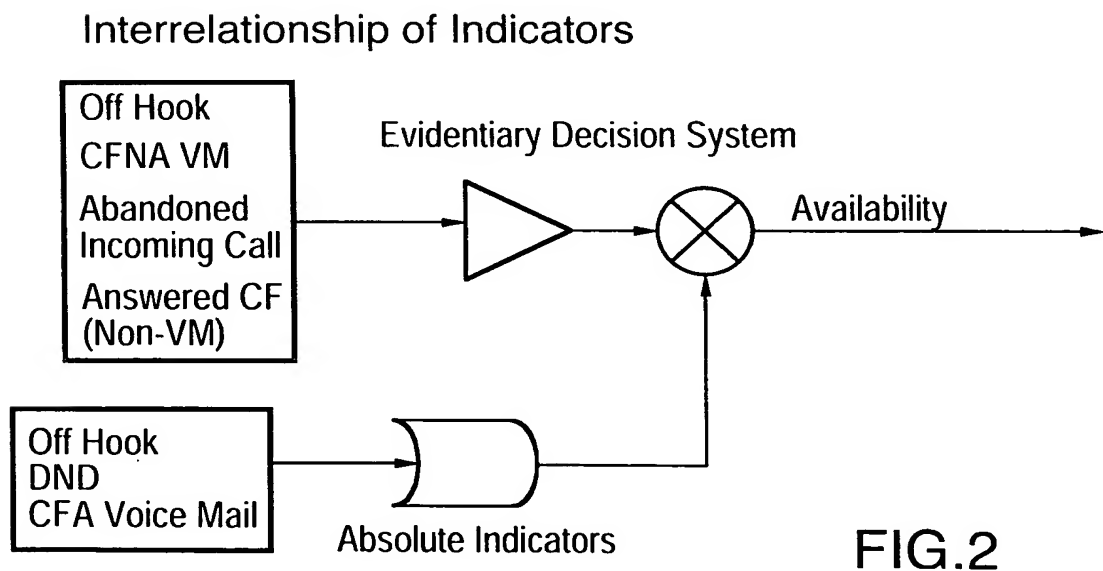 Interrelationship of Indicators
Off Hook
CFNA VM
Abandoned
Incoming Call
Answered CF
(Non-VM)
Evidentiary Decision System
Availability
Off Hook
DND
CFA Voice Mail
Absolute Indicators
FIG.2